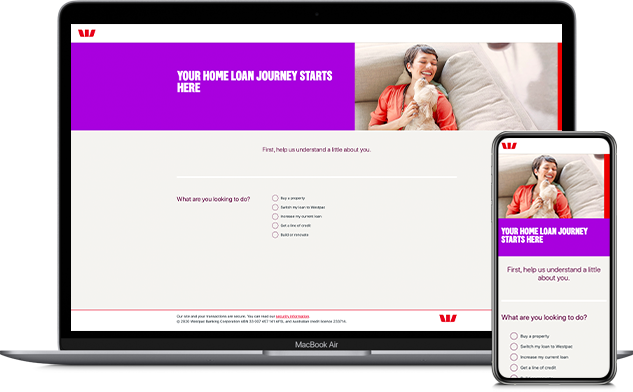 YOUR HOME LOAN JOURNEY STARTS
HERE
First, help us understand a little about you.
What are you looking to do?
Buy a property
Switch my loan to Westpac
Increase my current loan
Get a line of credit
Build or renovate
Our site and your transactions are secure. You can read our security information.
© 2020 Westpac Banking Corporation ABN 33 007 457 141 AFSL and Australian credit licence 233714.
MacBook Air
YOUR HOME LOAN JOURNEY
STARTS HERE
First, help us understand a little
about you.
What are you looking to do?
Buy a property
Switch my loan to Westpac
Increase my current loan
Get a line of credit